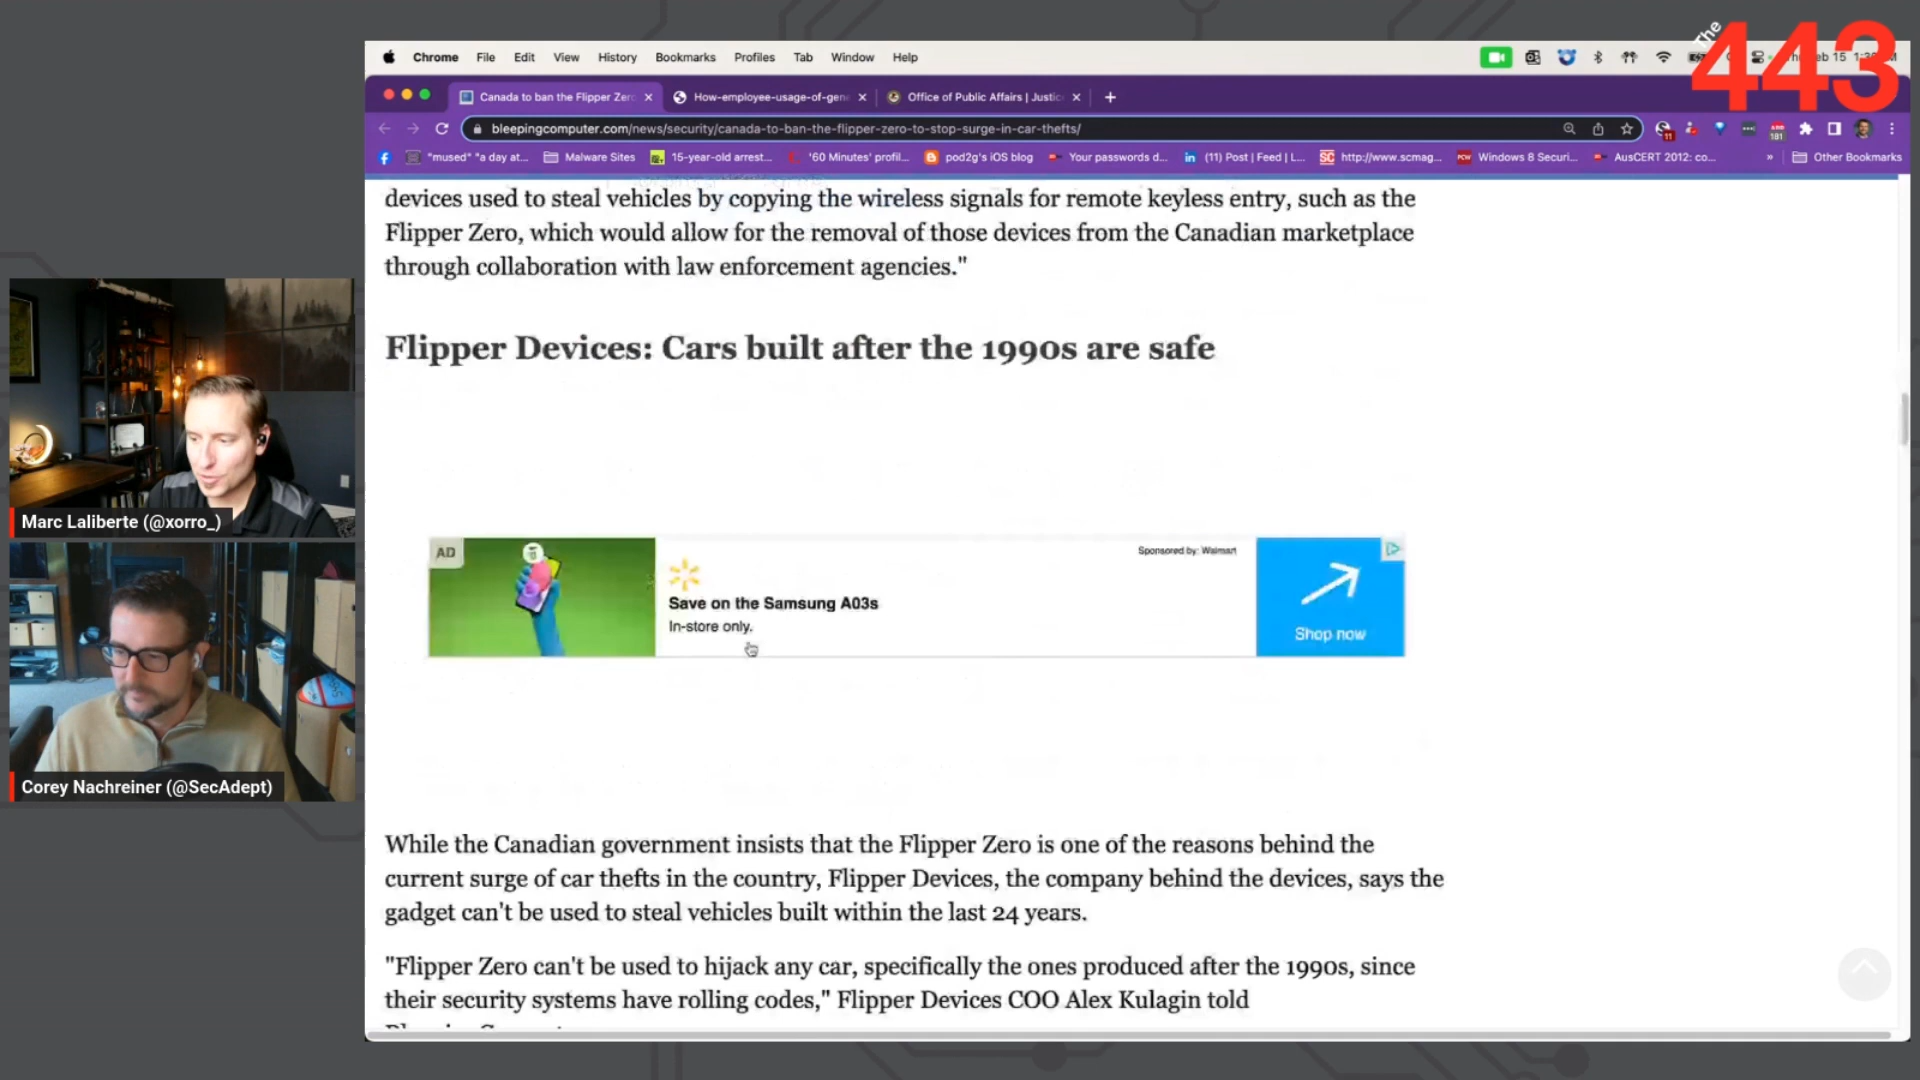 The
443
Chrome File Edit View History Bookmarks Profiles Tab Window Help
Canada to ban the Flipper Zero
How-employee-usage-of-gen
Office of Public Affairs | Justic
bleepingcomputer.com/news/security/canada-to-ban-the-flipper-zero-to-stop-surge-in-car-thefts/
11
181
"mused" "a day at...
Malware Sites
15-year-old arrest...
'60 Minutes' profil...
pod2g's iOS blog
Your passwords d...
(11) Post | Feed | L...
http://www.scmag...
Windows 8 Securi...
AusCERT 2012: co...
»
Other Bookmarks
devices used to steal vehicles by copying the wireless signals for remote keyless entry, such as the
Flipper Zero, which would allow for the removal of those devices from the Canadian marketplace
through collaboration with law enforcement agencies."
Flipper Devices: Cars built after the 1990s are safe
AD
Sponsored by: Walmart
Save on the Samsung A03s
In-store only.
Shop now
While the Canadian government insists that the Flipper Zero is one of the reasons behind the
current surge of car thefts in the country, Flipper Devices, the company behind the devices, says the
gadget can't be used to steal vehicles built within the last 24 years.
"Flipper Zero can't be used to hijack any car, specifically the ones produced after the 1990s, since
their security systems have rolling codes," Flipper Devices COO Alex Kulagin told
Marc Laliberte (@xorro_)
Corey Nachreiner (@SecAdept)